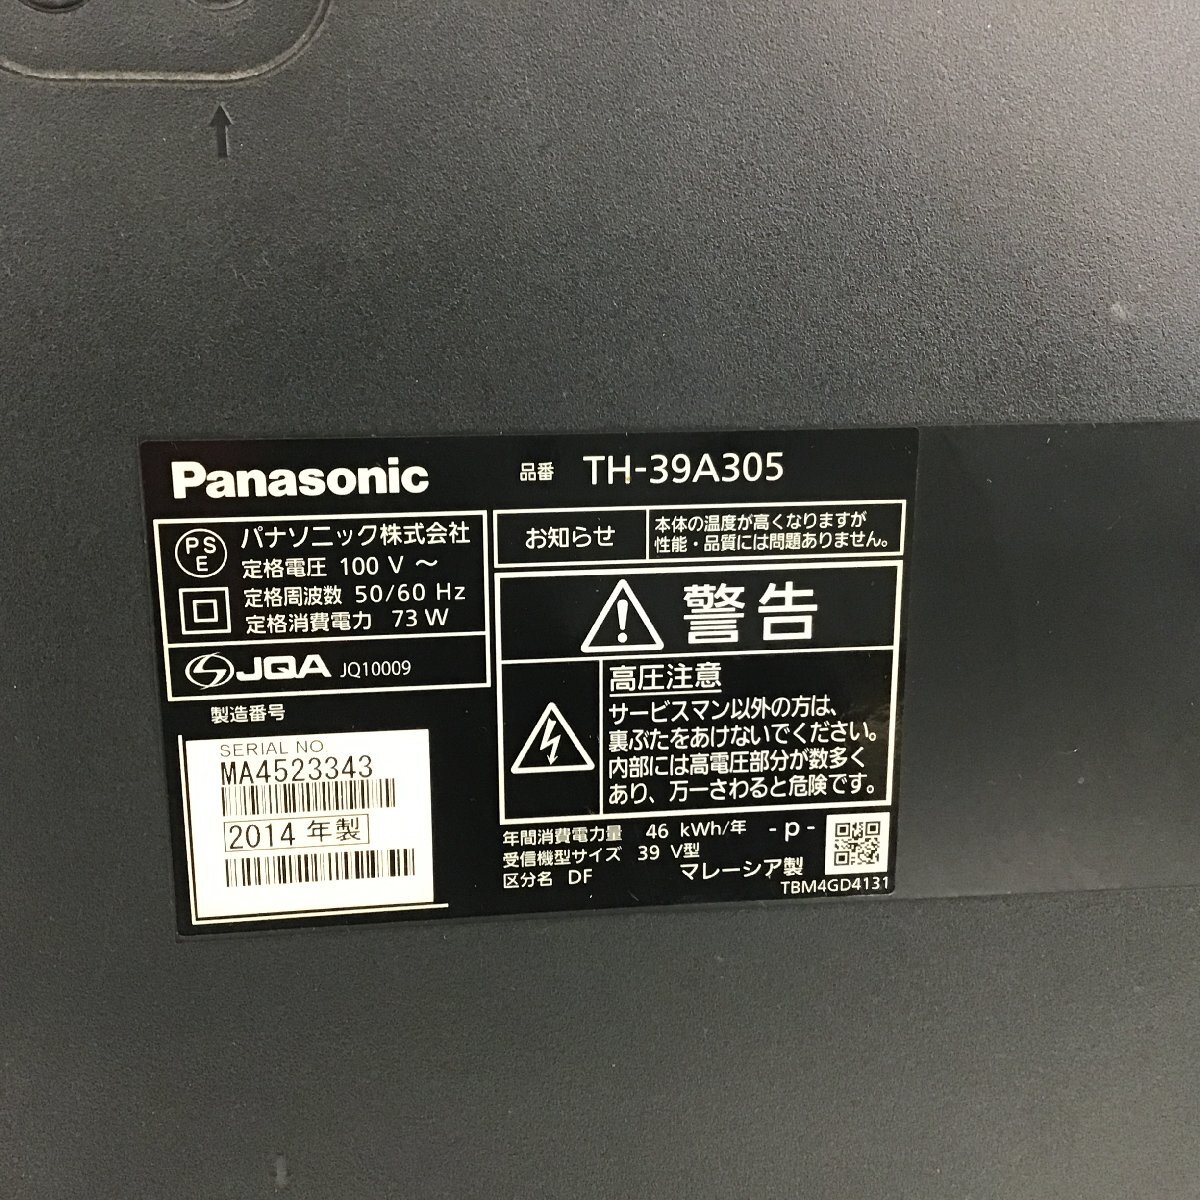 Panasonic
品番 TH-39A305
PS
E
パナソニック株式会社
定格電圧 100 V ～
定格周波数 50/60 Hz
定格消費電力 73 W
JQA JQ10009
製造番号
SERIAL NO
MA4523343
2014 年製
お知らせ
本体の温度が高くなりますが
性能・品質には問題ありません。
警告
高圧注意
サービスマン以外の方は、
裏ぶたをあけないでください。
内部には高電圧部分が数多く
あり、万一さわると危険です。
年間消費電力量 46 kWh/年 - p -
受信機型サイズ 39 V型
区分名 DF
マレーシア製
TBM4GD4131